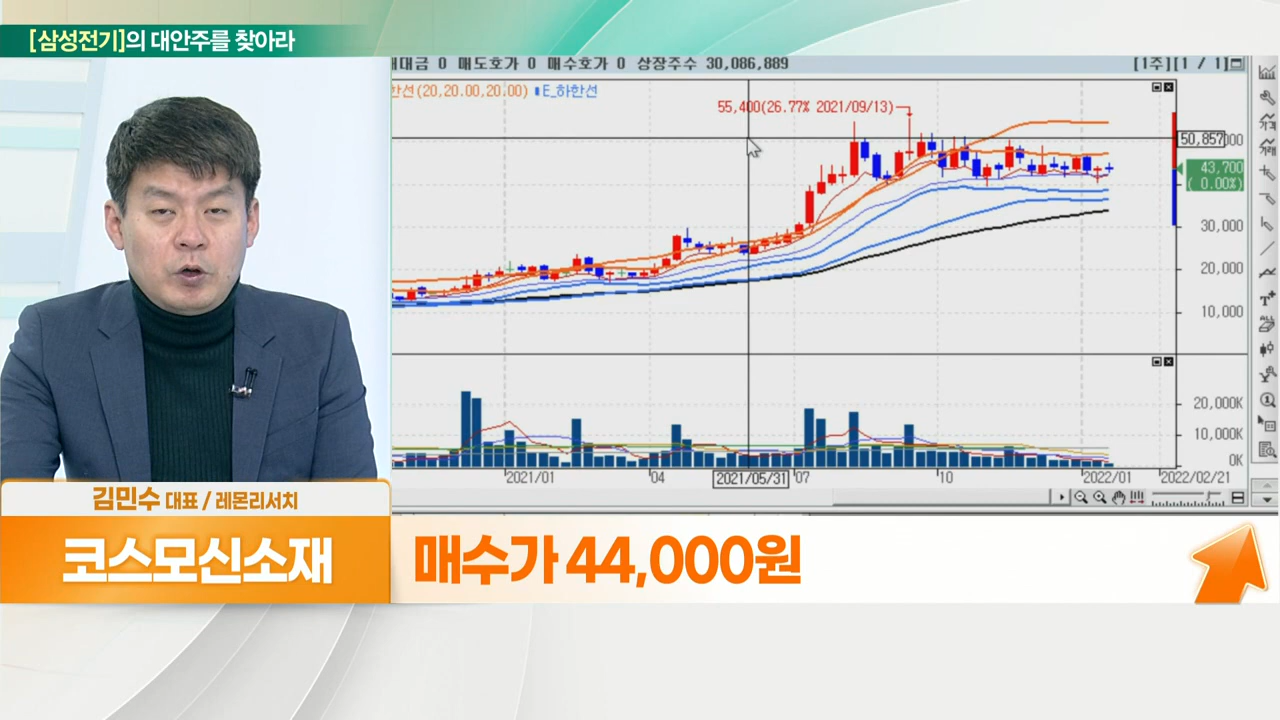 [삼성전기]의 대안주를 찾아라
대금 0 매도호가 0 매수호가 0 상장주수 30,086,889
[1주][1 / 1]
한선(20,20.00,20.00) E_하한선
55,400(26.77% 2021/09/13)
50,857
43,700
( 0.00%)
30,000
20,000
10,000
20,000K
10,000K
0K
2021/01 04 2021/05/31 07 10 2022/01 2022/02/21
김민수 대표 / 레몬리서치
코스모신소재
매수가 44,000원